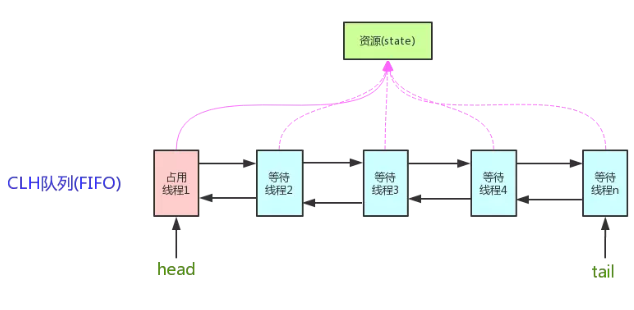 资源(state)
CLH队列(FIFO)
占用
线程1
等待
线程2
等待
线程3
等待
线程4
等待
线程n
head
tail